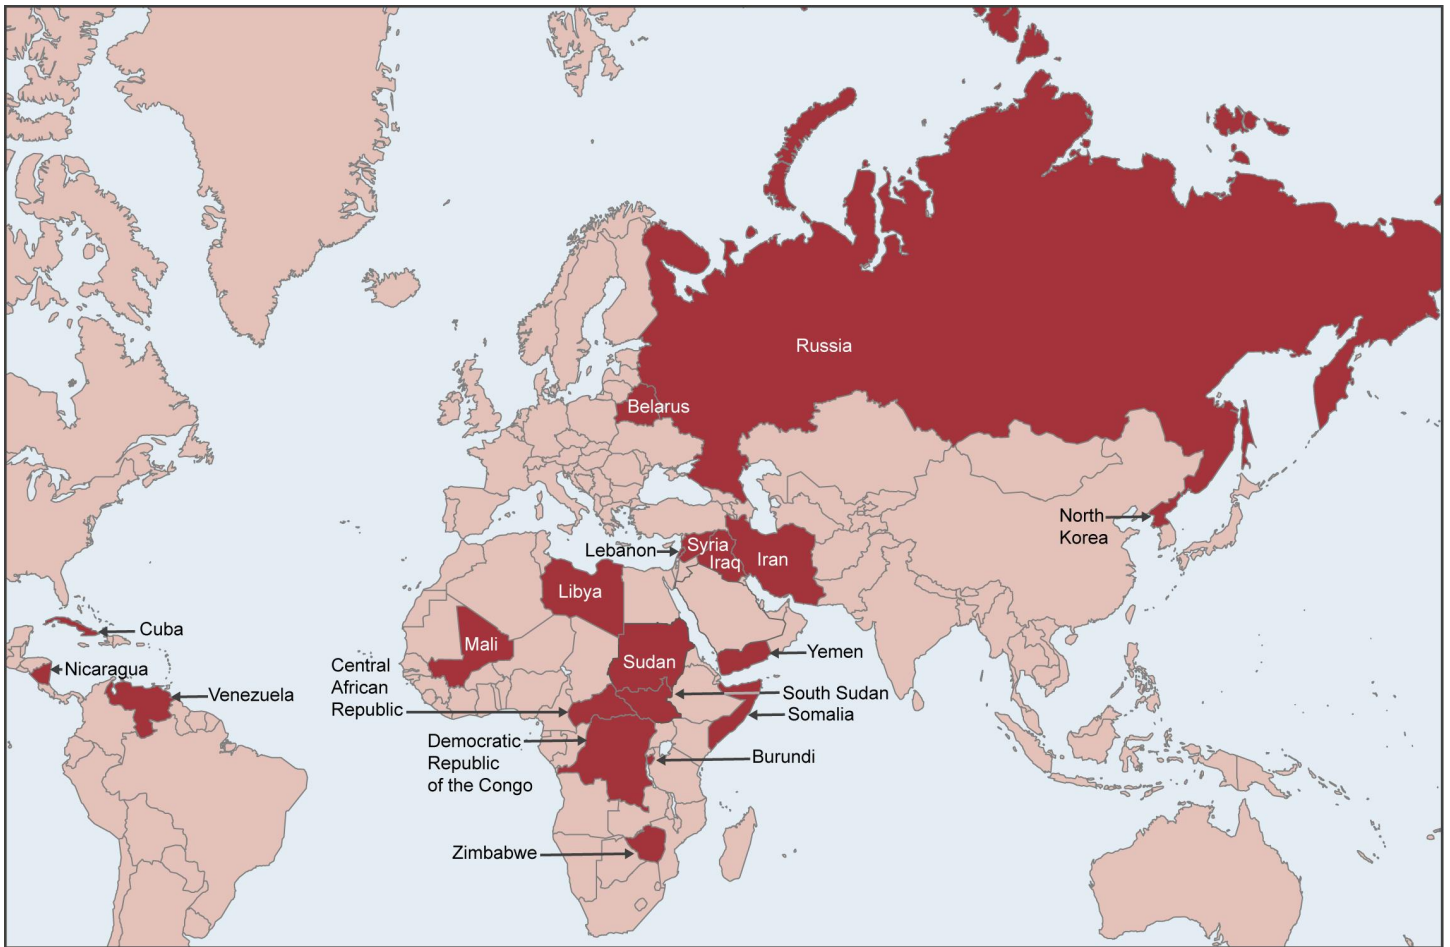 Russia
Belarus
North
Korea
Lebanon
Syria
Iraq
Iran
Libya
Cuba
Mali
Nicaragua
Yemen
Sudan
Central
African
Republic
Venezuela
South Sudan
Somalia
Democratic
Republic
of the Congo
Burundi
Zimbabwe